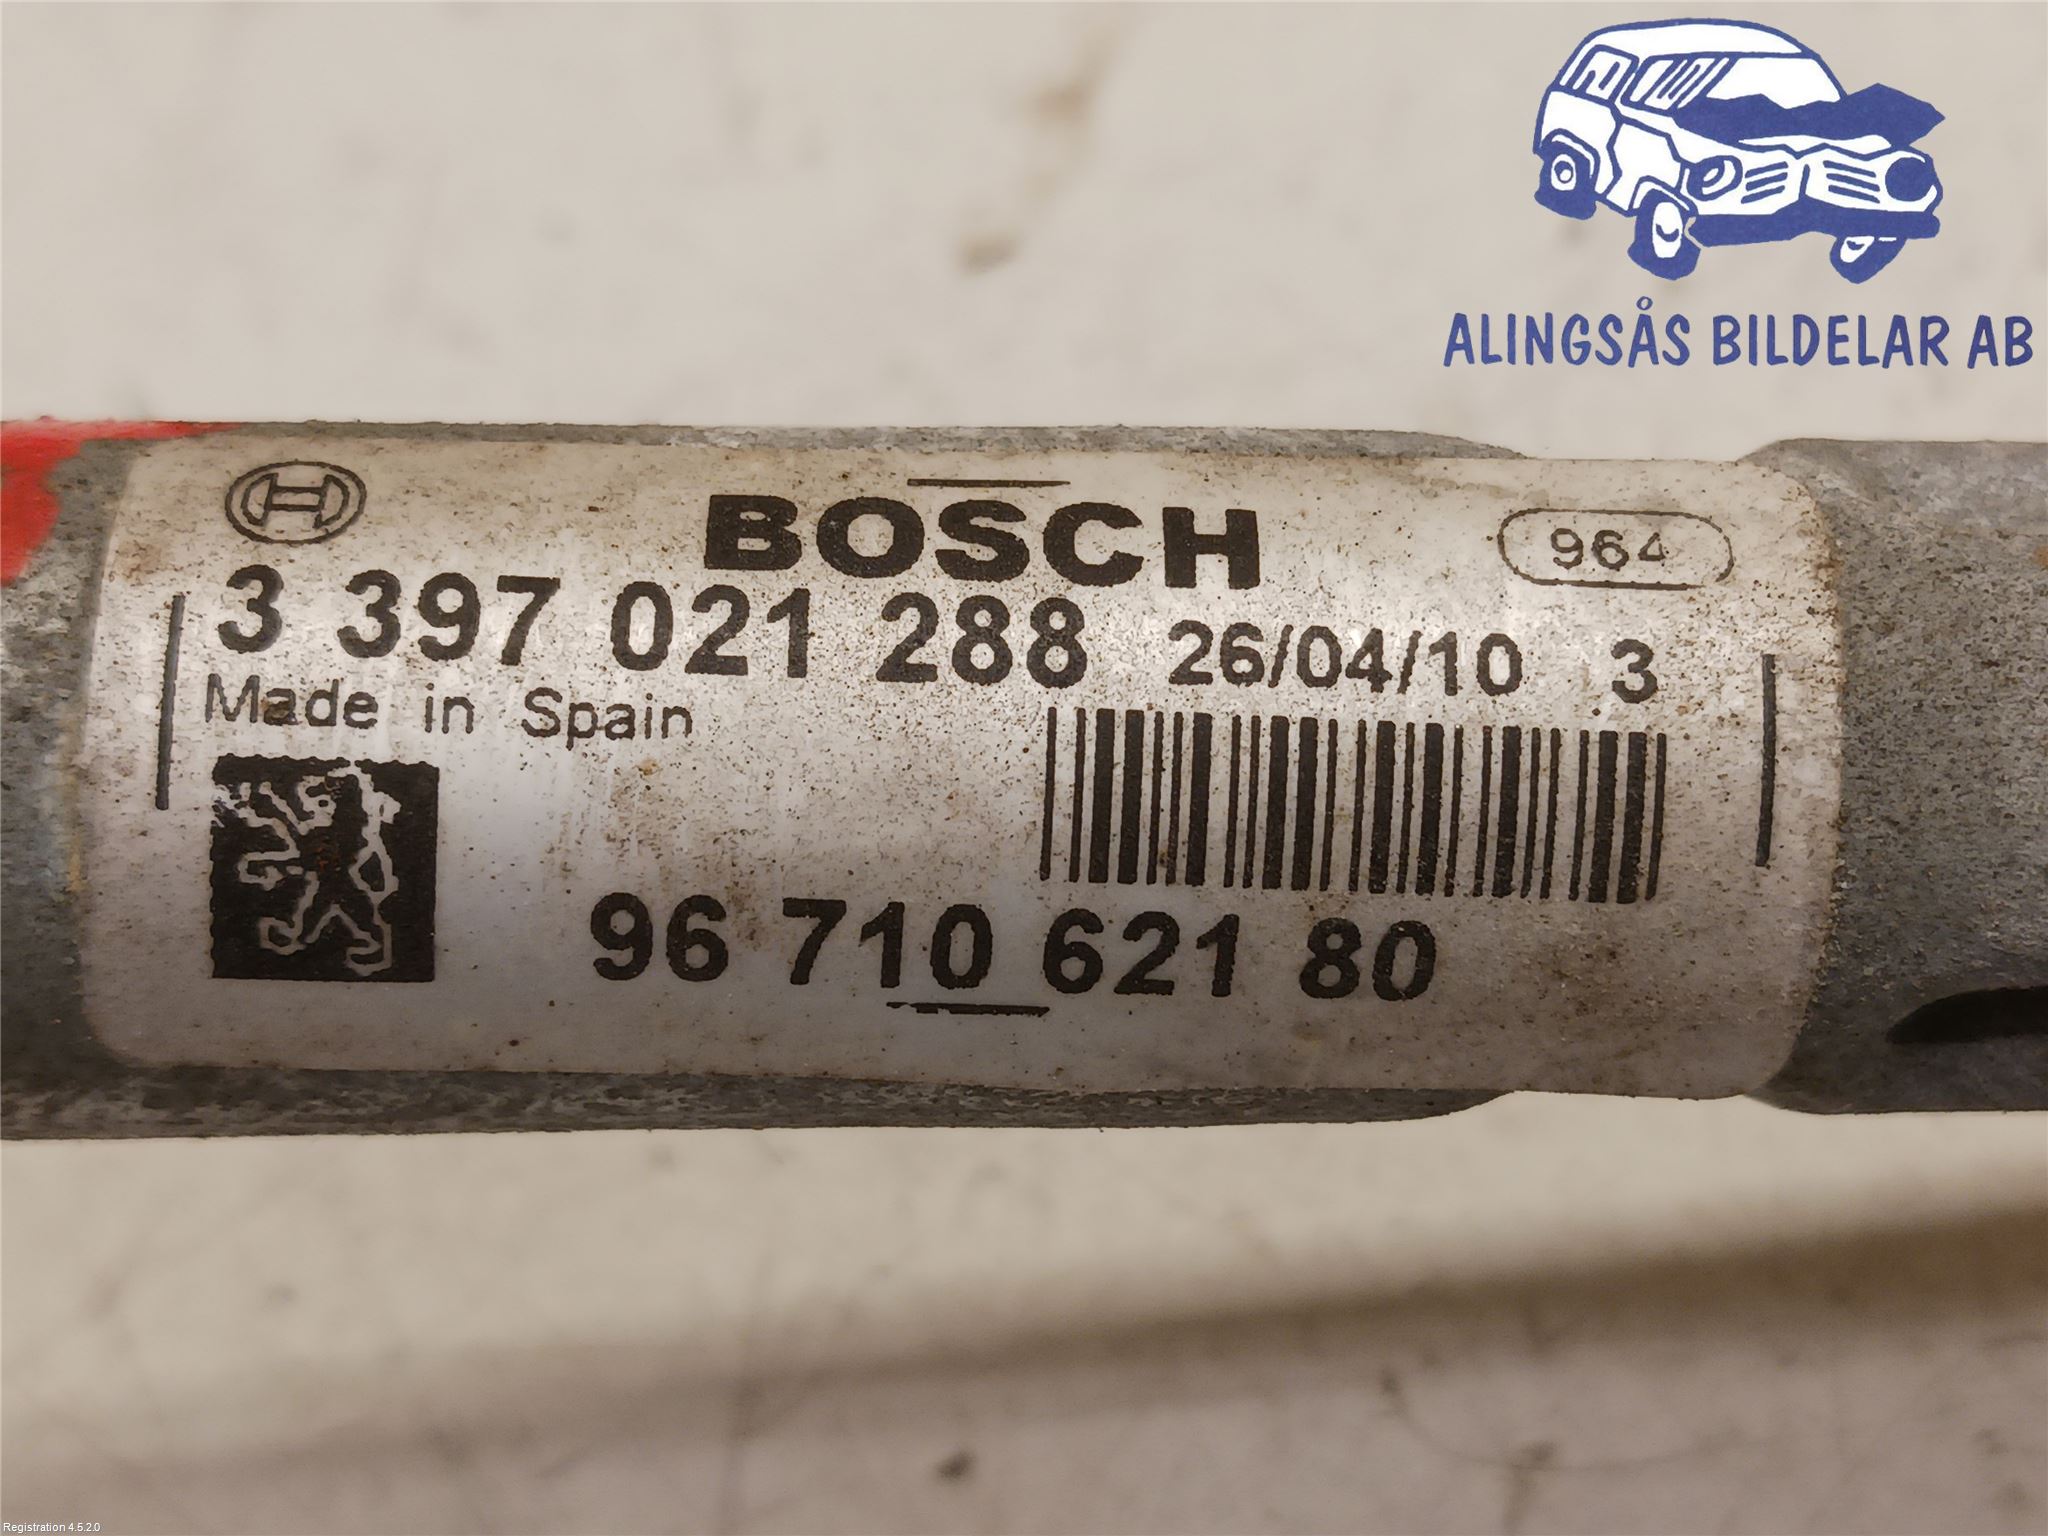 ALINGSÅS BILDELAR AB
BOSCH
964
3 397 021 288 26/04/10 3
Made in Spain
96 710 621 80
Registration 4.5.2.0